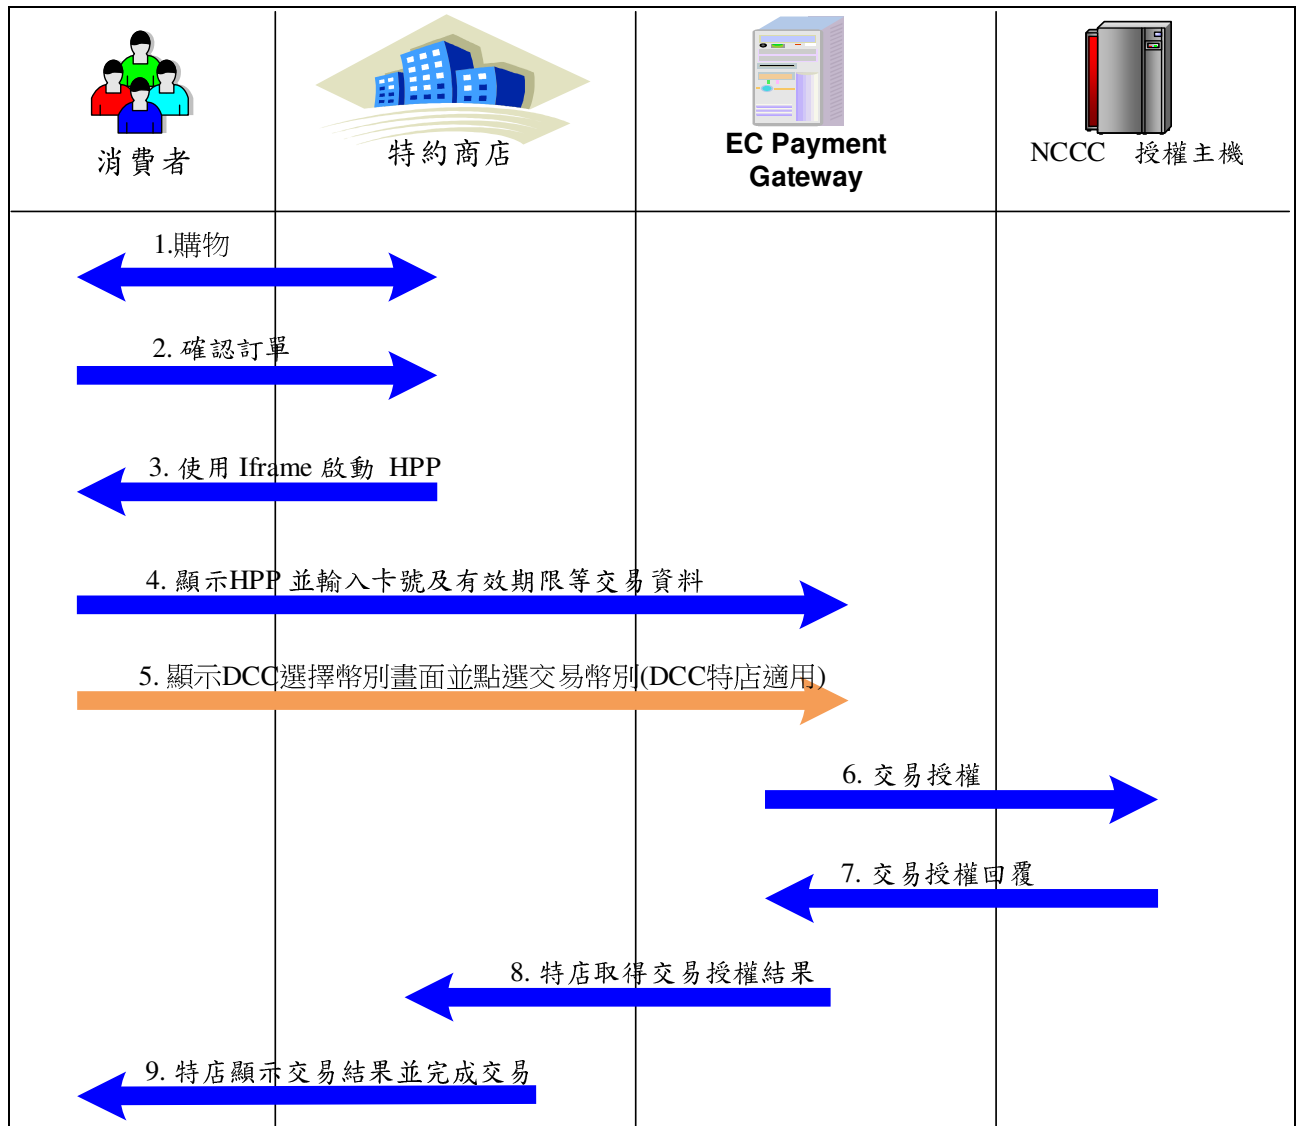 消費者
特約商店
EC Payment
Gateway
NCCC 授權主機
1.購物
2. 確認訂單
3. 使用 Iframe 啟動 HPP
4. 顯示HPP 並輸入卡號及有效期限等交易資料
5. 顯示DCC選擇幣別畫面並點選交易幣別(DCC特店適用)
6. 交易授權
7. 交易授權回覆
8. 特店取得交易授權結果
9. 特店顯示交易結果並完成交易